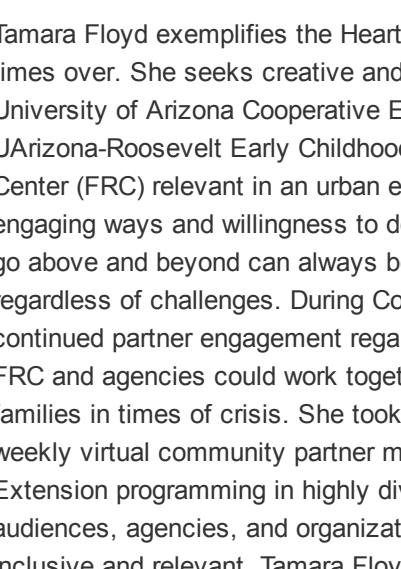 Tamara Floyd exemplifies the Heart
times over. She seeks creative and
University of Arizona Cooperative E
UArizona-Roosevelt Early Childhoo
Center (FRC) relevant in an urban e
engaging ways and willingness to d
go above and beyond can always b
regardless of challenges. During Co
continued partner engagement rega
FRC and agencies could work toget
families in times of crisis. She took
weekly virtual community partner m
Extension programming in highly div
audiences, agencies, and organizat
inclusive and relevant. Tamara Floy